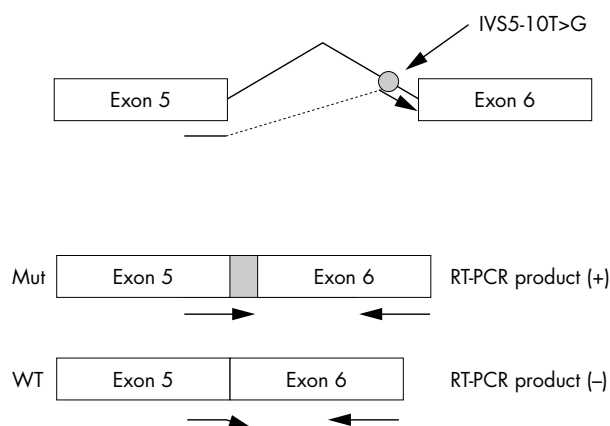 IVS5-10T>G
Exon 5 Exon 6
Mut Exon 5 Exon 6 RT-PCR product (+)
WT Exon 5 Exon 6 RT-PCR product (–)